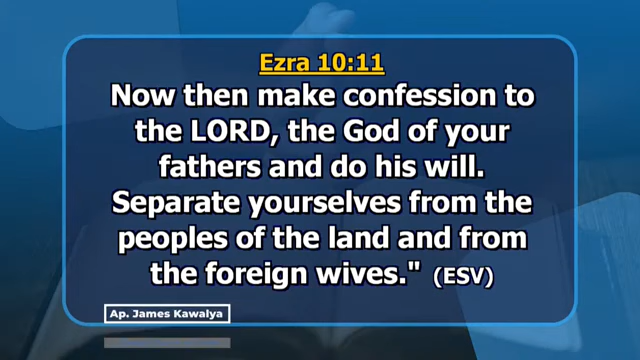 Ezra 10:11
Now then make confession to
the LORD, the God of your
fathers and do his will.
Separate yourselves from the
peoples of the land and from
the foreign wives." (ESV)
Ap. James Kawalya